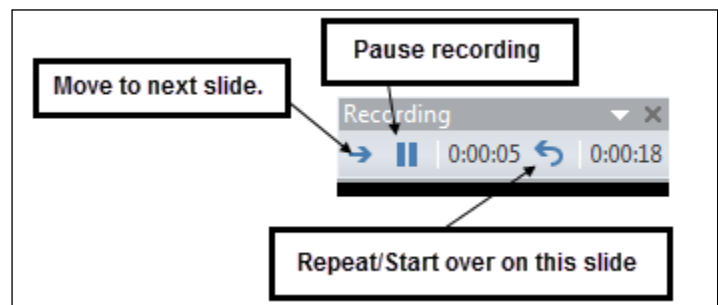 Pause recording
Move to next slide.
Recording
0:00:05 0:00:18
Repeat/Start over on this slide